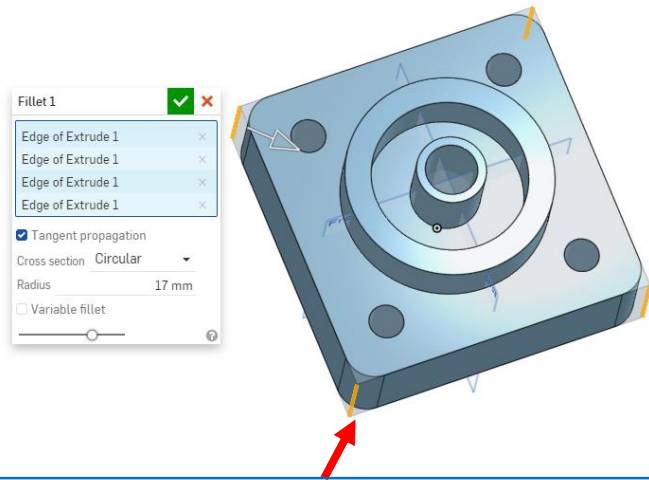 Fillet 1
Edge of Extrude 1
Edge of Extrude 1
Edge of Extrude 1
Edge of Extrude 1
Tangent propagation
Cross section Circular
Radius 17 mm
Variable fillet